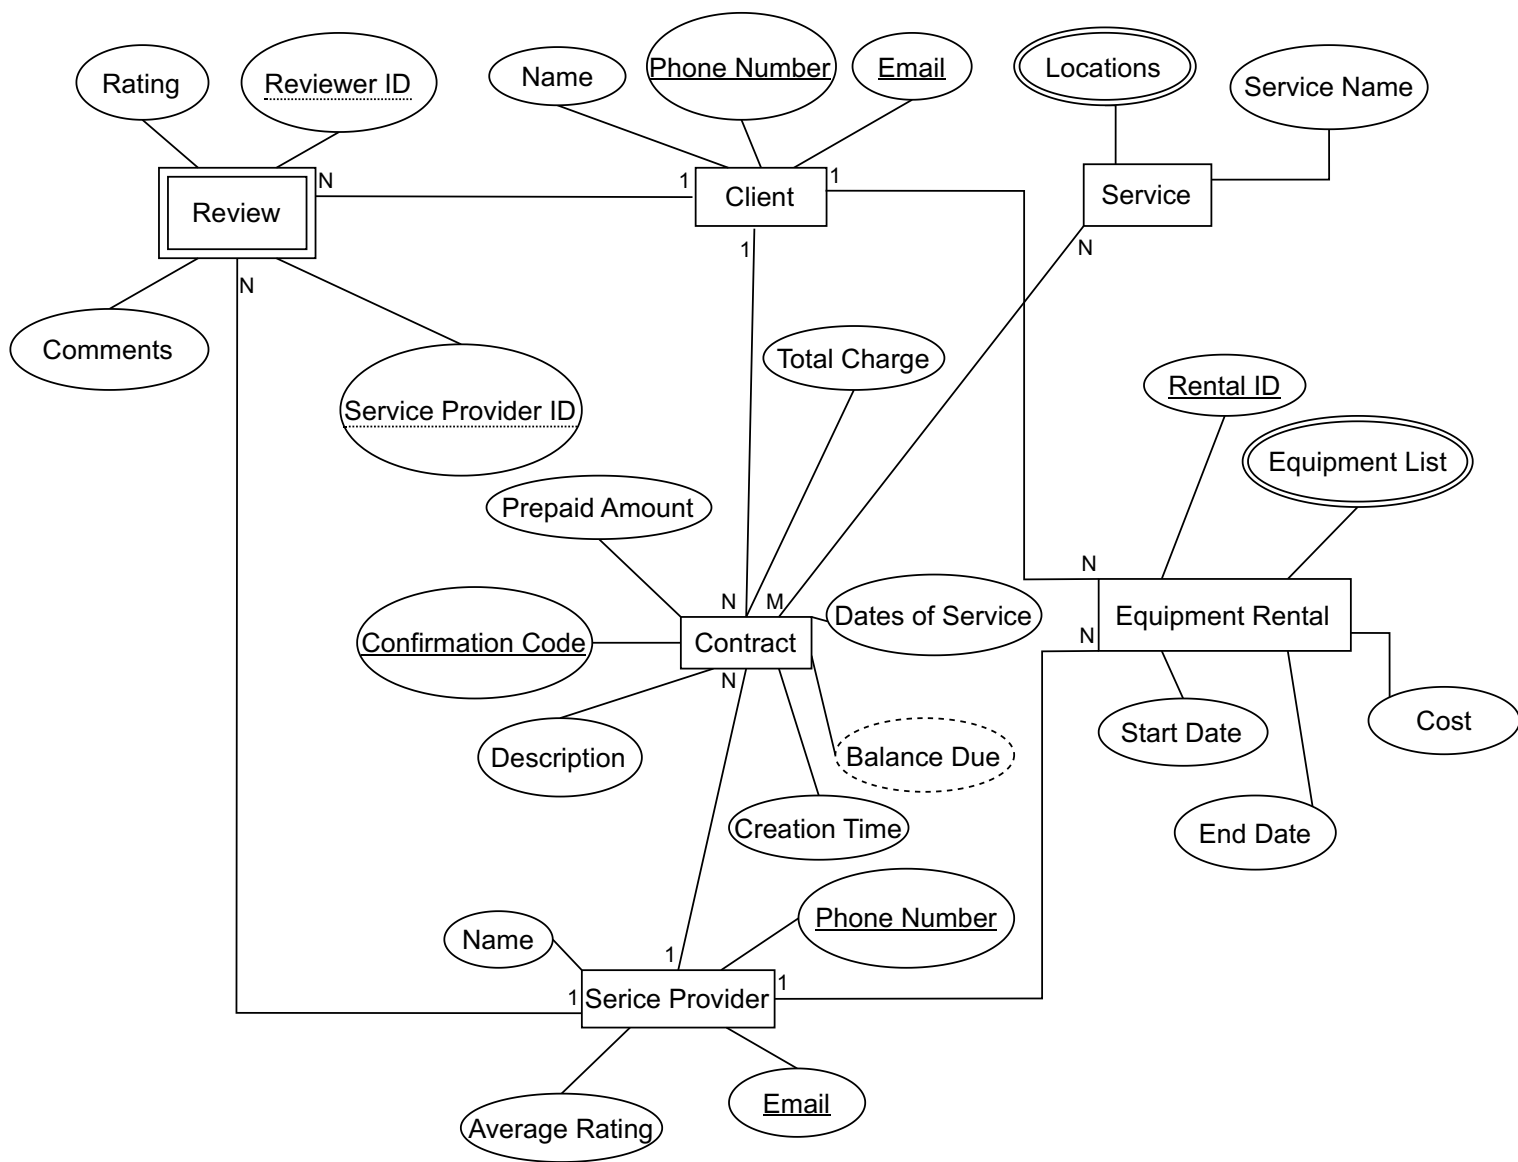 Rating
Reviewer ID
Name
Phone Number
Email
Locations
Service Name
Review
N
1
Client
1
Service
N
1
N
Comments
Service Provider ID
Total Charge
Rental ID
Equipment List
Prepaid Amount
N
M
N
Dates of Service
Equipment Rental
Confirmation Code
Contract
N
N
Description
Balance Due
Start Date
Cost
Creation Time
End Date
Name
Phone Number
1
1
Serice Provider
1
Average Rating
Email